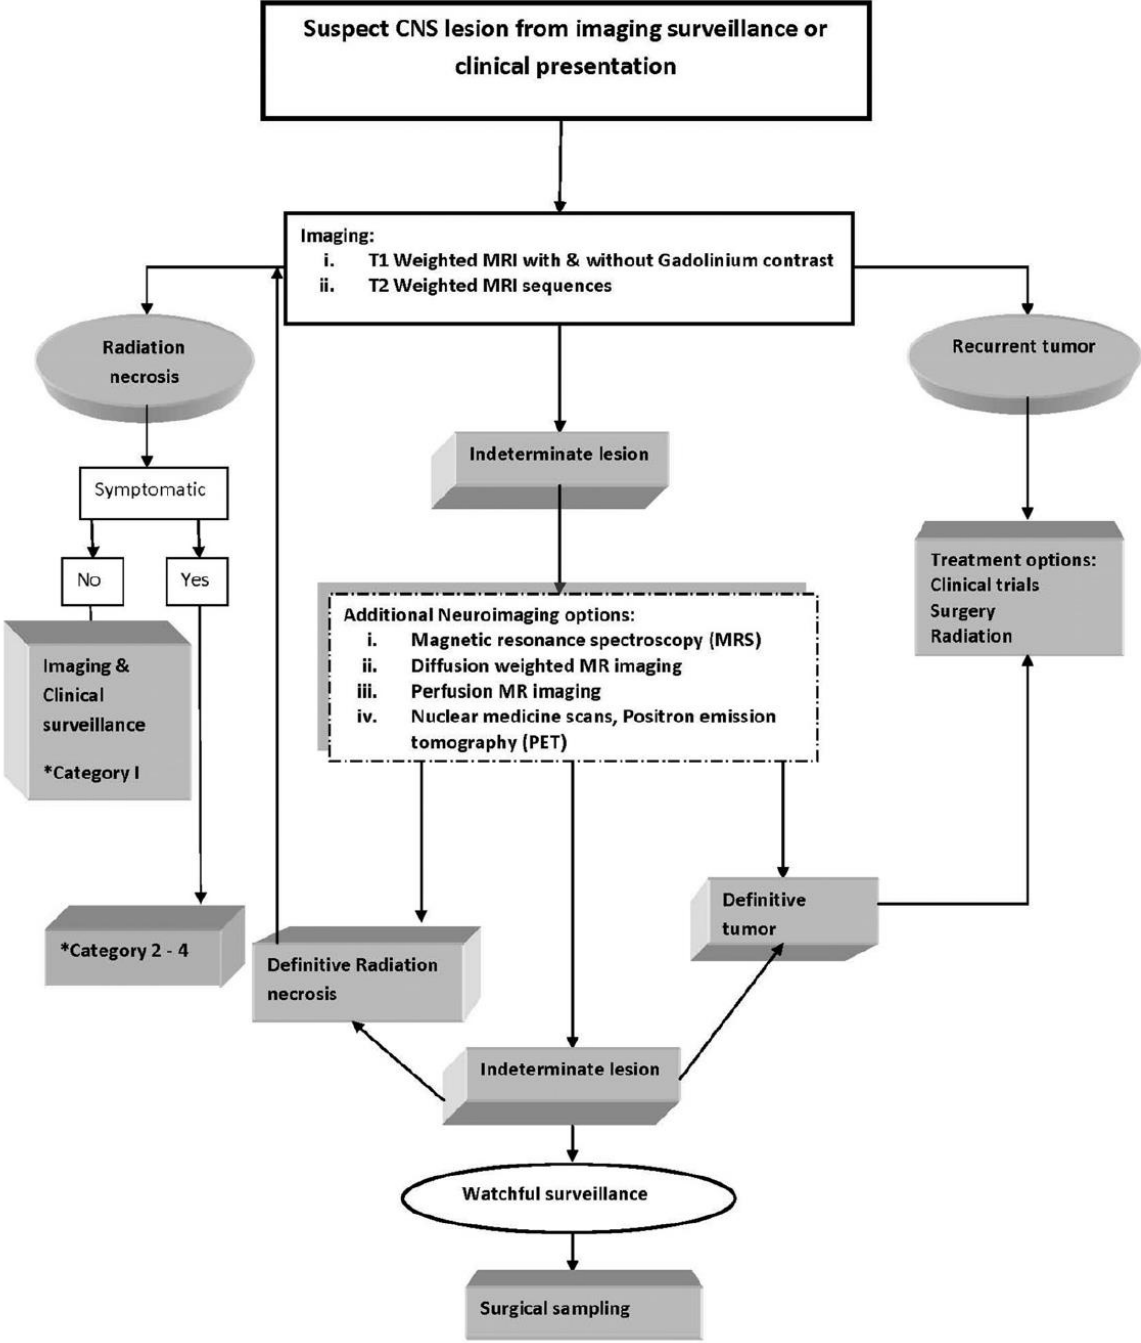 Suspect CNS lesion from imaging surveillance or
clinical presentation
Imaging:
i. T1 Weighted MRI with & without Gadolinium contrast
ii. T2 Weighted MRI sequences
Radiation
necrosis
Recurrent tumor
Indeterminate lesion
Symptomatic
No
Yes
Treatment options:
Clinical trials
Surgery
Radiation
Additional Neuroimaging options:
i. Magnetic resonance spectroscopy (MRS)
ii. Diffusion weighted MR imaging
iii. Perfusion MR imaging
iv. Nuclear medicine scans, Positron emission
tomography (PET)
Imaging &
Clinical
surveillance
*Category I
Definitive
tumor
*Category 2 - 4
Definitive Radiation
necrosis
Indeterminate lesion
Watchful surveillance
Surgical sampling